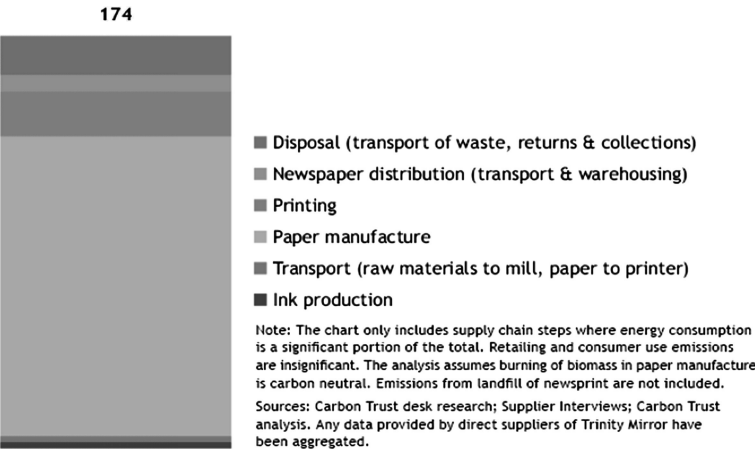 174
Disposal (transport of waste, returns & collections)
Newspaper distribution (transport & warehousing)
Printing
Paper manufacture
Transport (raw materials to mill, paper to printer)
Ink production
Note: The chart only includes supply chain steps where energy consumption
is a significant portion of the total. Retailing and consumer use emissions
are insignificant. The analysis assumes burning of biomass in paper manufacture
is carbon neutral. Emissions from landfill of newsprint are not included.
Sources: Carbon Trust desk research; Supplier Interviews; Carbon Trust
analysis. Any data provided by direct suppliers of Trinity Mirror have
been aggregated.